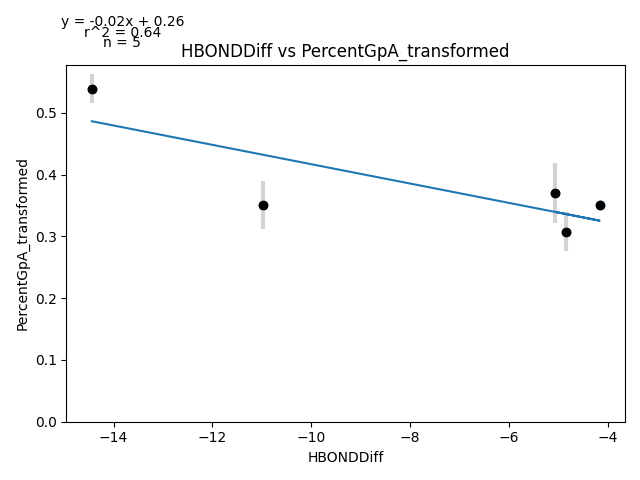 y = -0.02x + 0.26
r^2 = 0.64
n = 5
HBONDDiff vs PercentGpA_transformed
PercentGpA_transformed
0.5
0.4
0.3
0.2
0.1
0.0
−14
−12
−10
−8
−6
−4
HBONDDiff